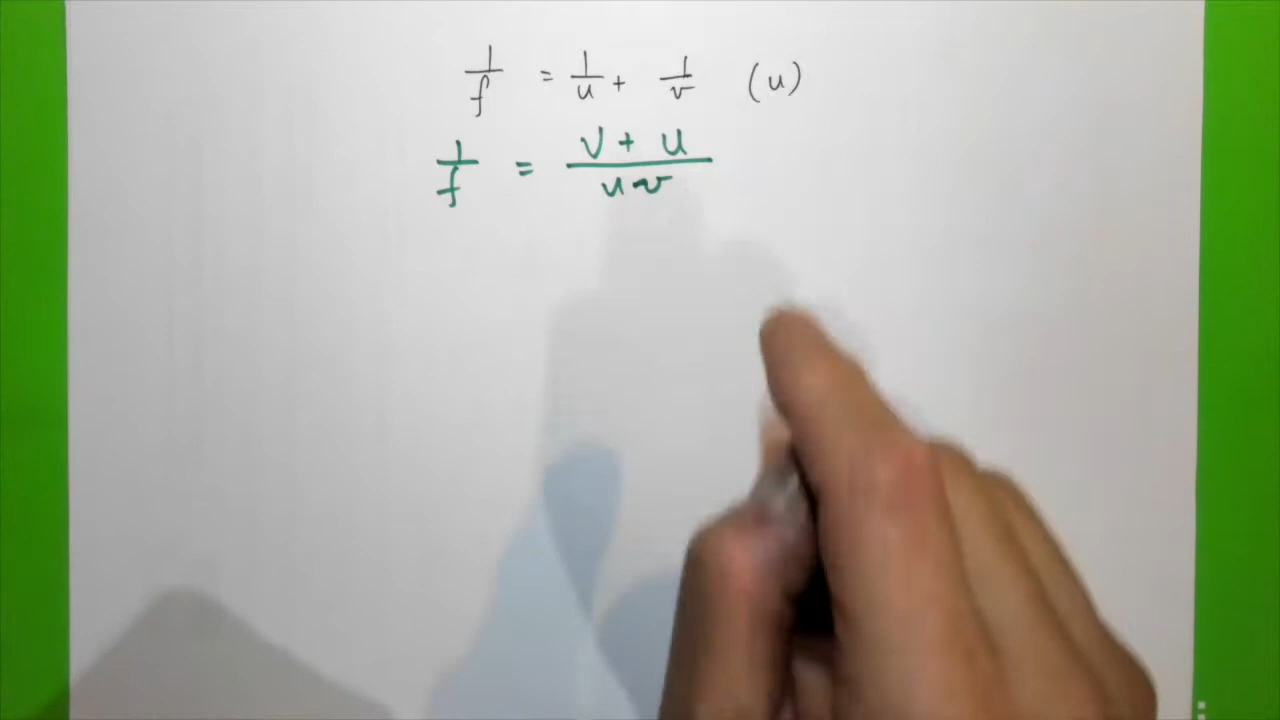 1/f = 1/u + 1/v (u)
1/f = v + u / uv